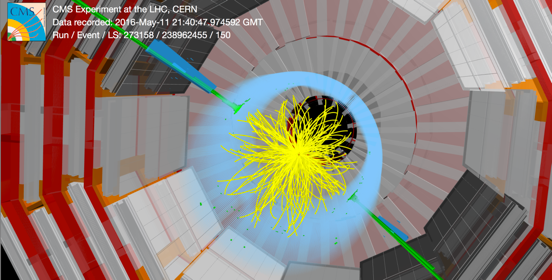 CMS
CMS Experiment at the LHC, CERN
Data recorded: 2016-May-11 21:40:47.974592 GMT
Run / Event / LS: 273158 / 238962455 / 150